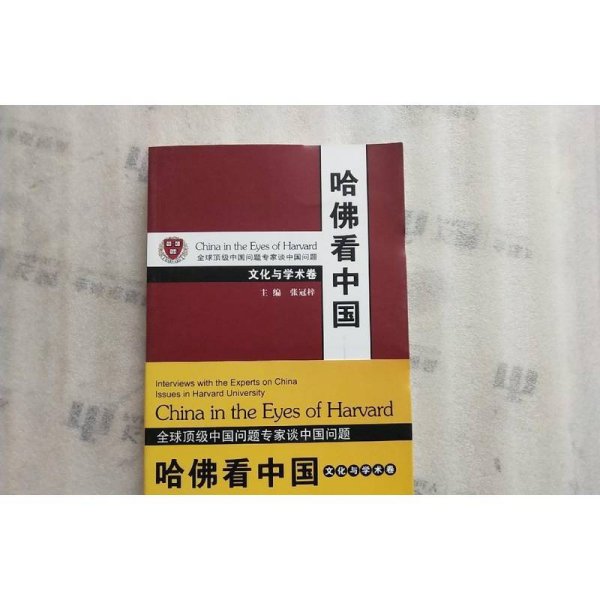 哈佛看中国
China in the Eyes of Harvard
全球顶级中国问题专家谈中国问题
文化与学术卷
主编 张冠梓
Interviews with the Experts on China
Issues in Harvard University
China in the Eyes of Harvard
全球顶级中国问题专家谈中国问题
哈佛看中国 文化与学术卷